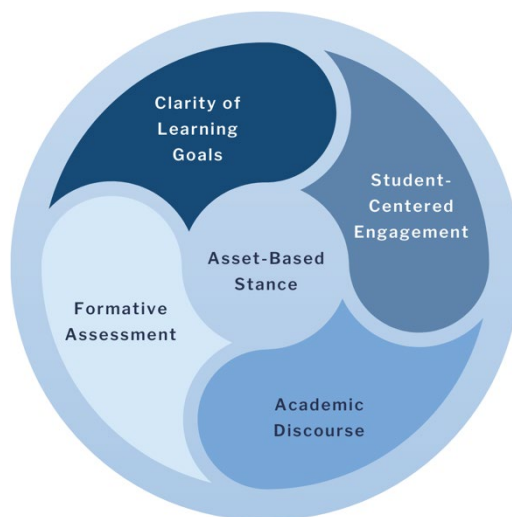 Clarity of
Learning
Goals
Student-
Centered
Engagement
Asset-Based
Stance
Formative
Assessment
Academic
Discourse